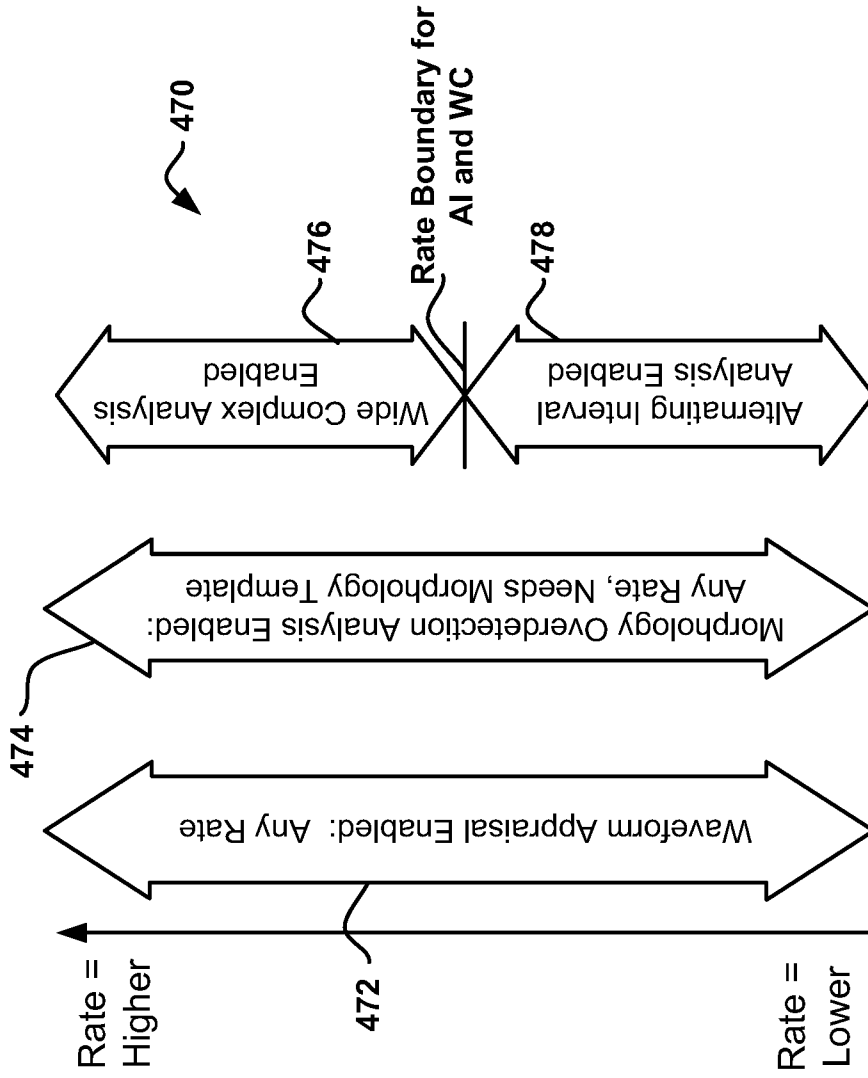 470
Rate =
Higher
Rate =
Lower
472
Waveform Appraisal Enabled:  Any Rate
474
Morphology Overdetection Analysis Enabled:
Any Rate, Needs Morphology Template
476
Wide Complex Analysis
Enabled
Rate Boundary for
AI and WC
478
Alternating Interval
Analysis Enabled